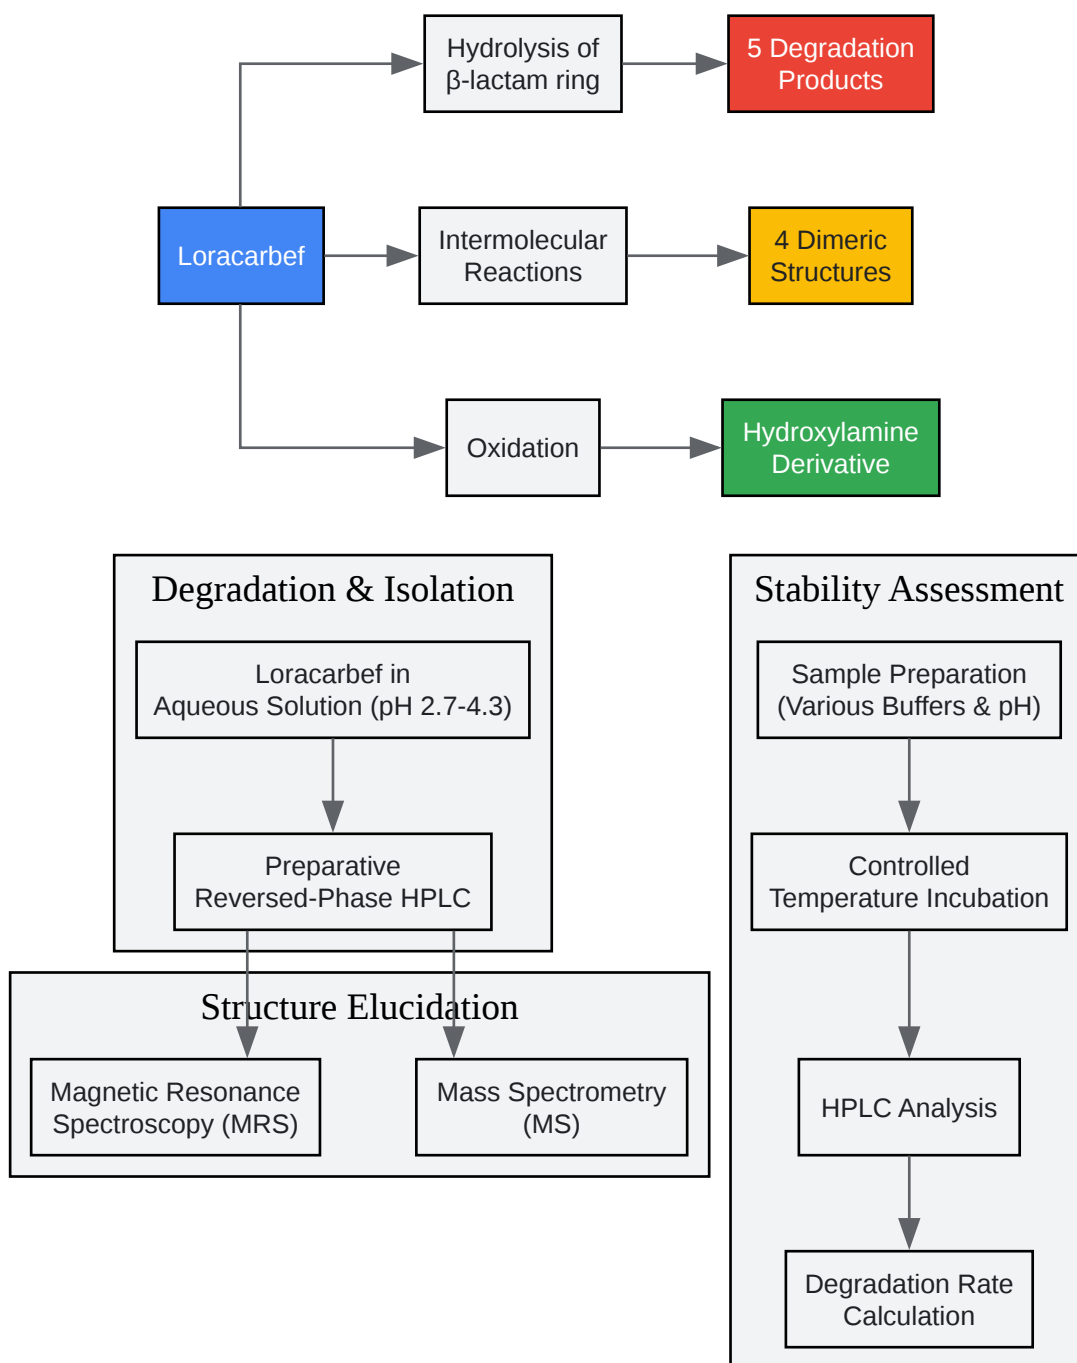 Hydrolysis of
β-lactam ring
5 Degradation
Products
Loracarbef
Intermolecular
Reactions
4 Dimeric
Structures
Oxidation
Hydroxylamine
Derivative
Degradation & Isolation
Loracarbef in
Aqueous Solution (pH 2.7-4.3)
Preparative
Reversed-Phase HPLC
Structure Elucidation
Magnetic Resonance
Spectroscopy (MRS)
Mass Spectrometry
(MS)
Stability Assessment
Sample Preparation
(Various Buffers & pH)
Controlled
Temperature Incubation
HPLC Analysis
Degradation Rate
Calculation